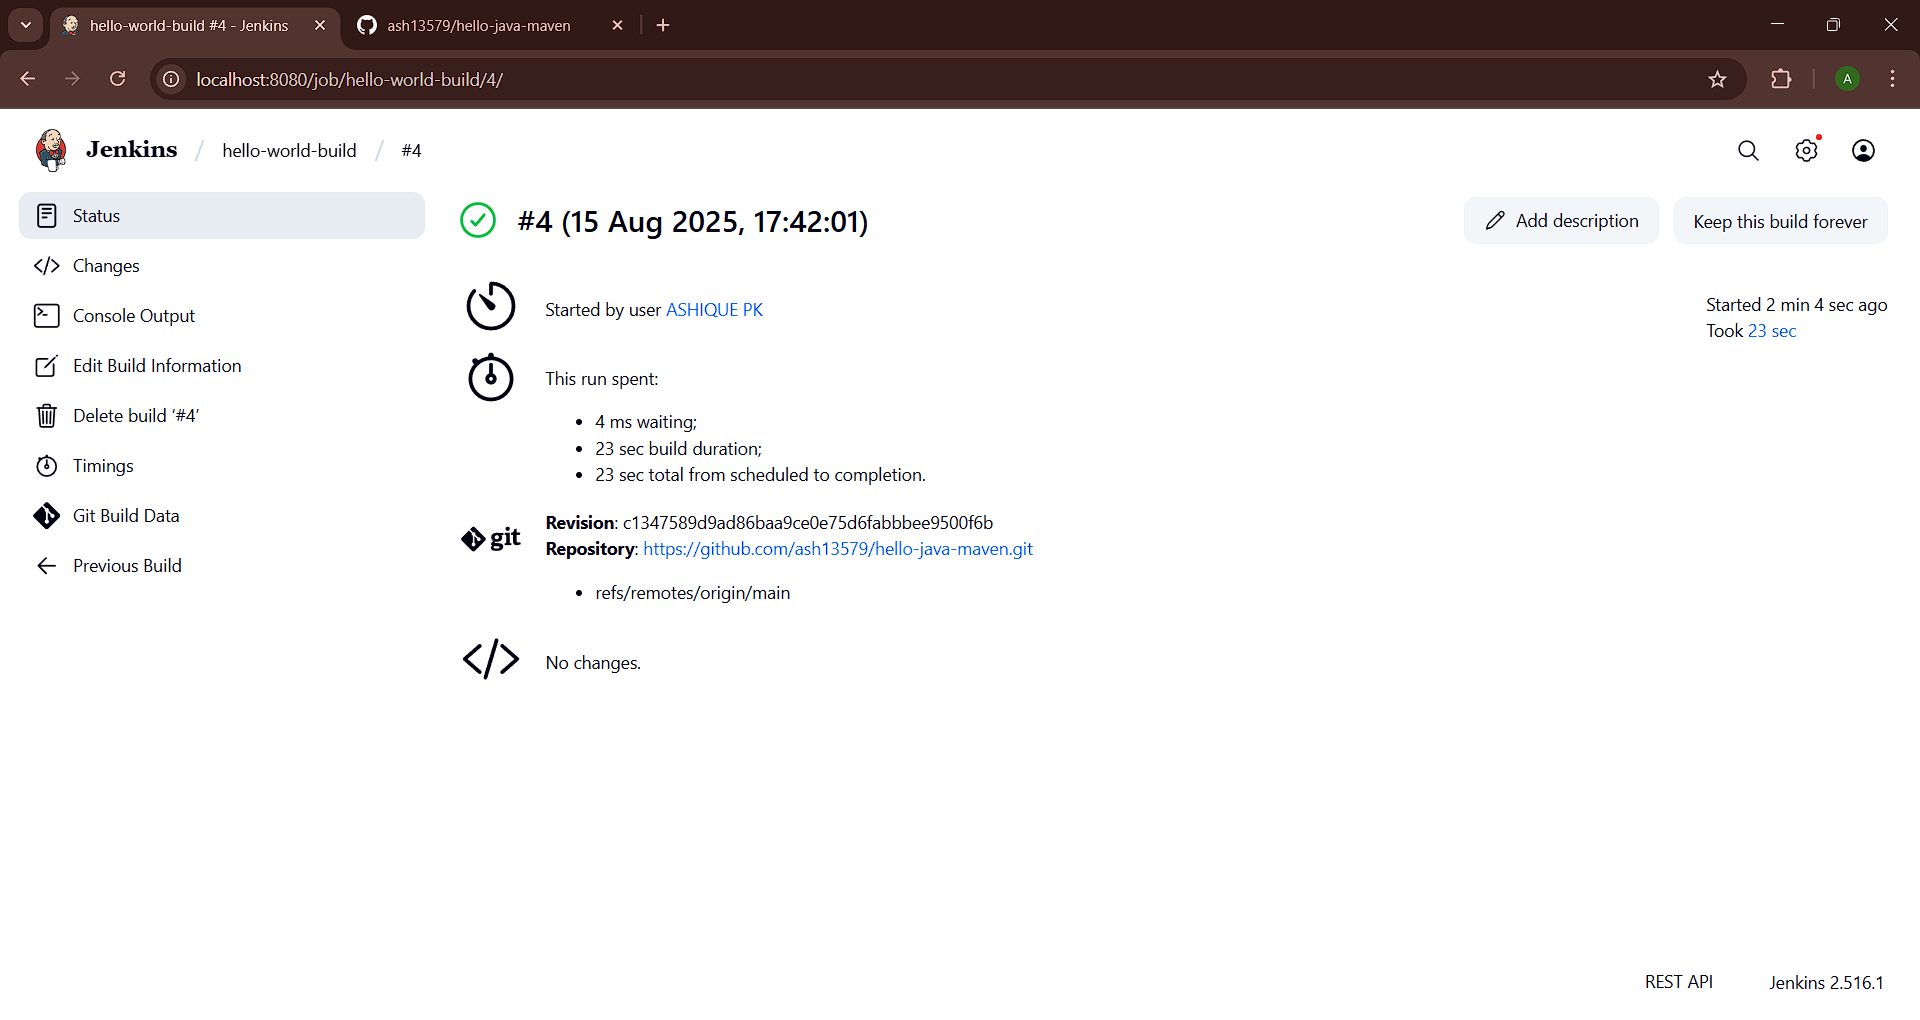 hello-world-build #4 - Jenkins
ash13579/hello-java-maven
localhost:8080/job/hello-world-build/4/
A
Jenkins / hello-world-build / #4
Status
Changes
Console Output
Edit Build Information
Delete build ‘#4’
Timings
Git Build Data
Previous Build
#4 (15 Aug 2025, 17:42:01)
Add description
Keep this build forever
Started by user ASHIQUE PK
Started 2 min 4 sec ago
Took 23 sec
This run spent:
• 4 ms waiting;
• 23 sec build duration;
• 23 sec total from scheduled to completion.
git
Revision: c1347589d9ad86baa9ce0e75d6fabbbee9500f6b
Repository: https://github.com/ash13579/hello-java-maven.git
• refs/remotes/origin/main
No changes.
REST API
Jenkins 2.516.1